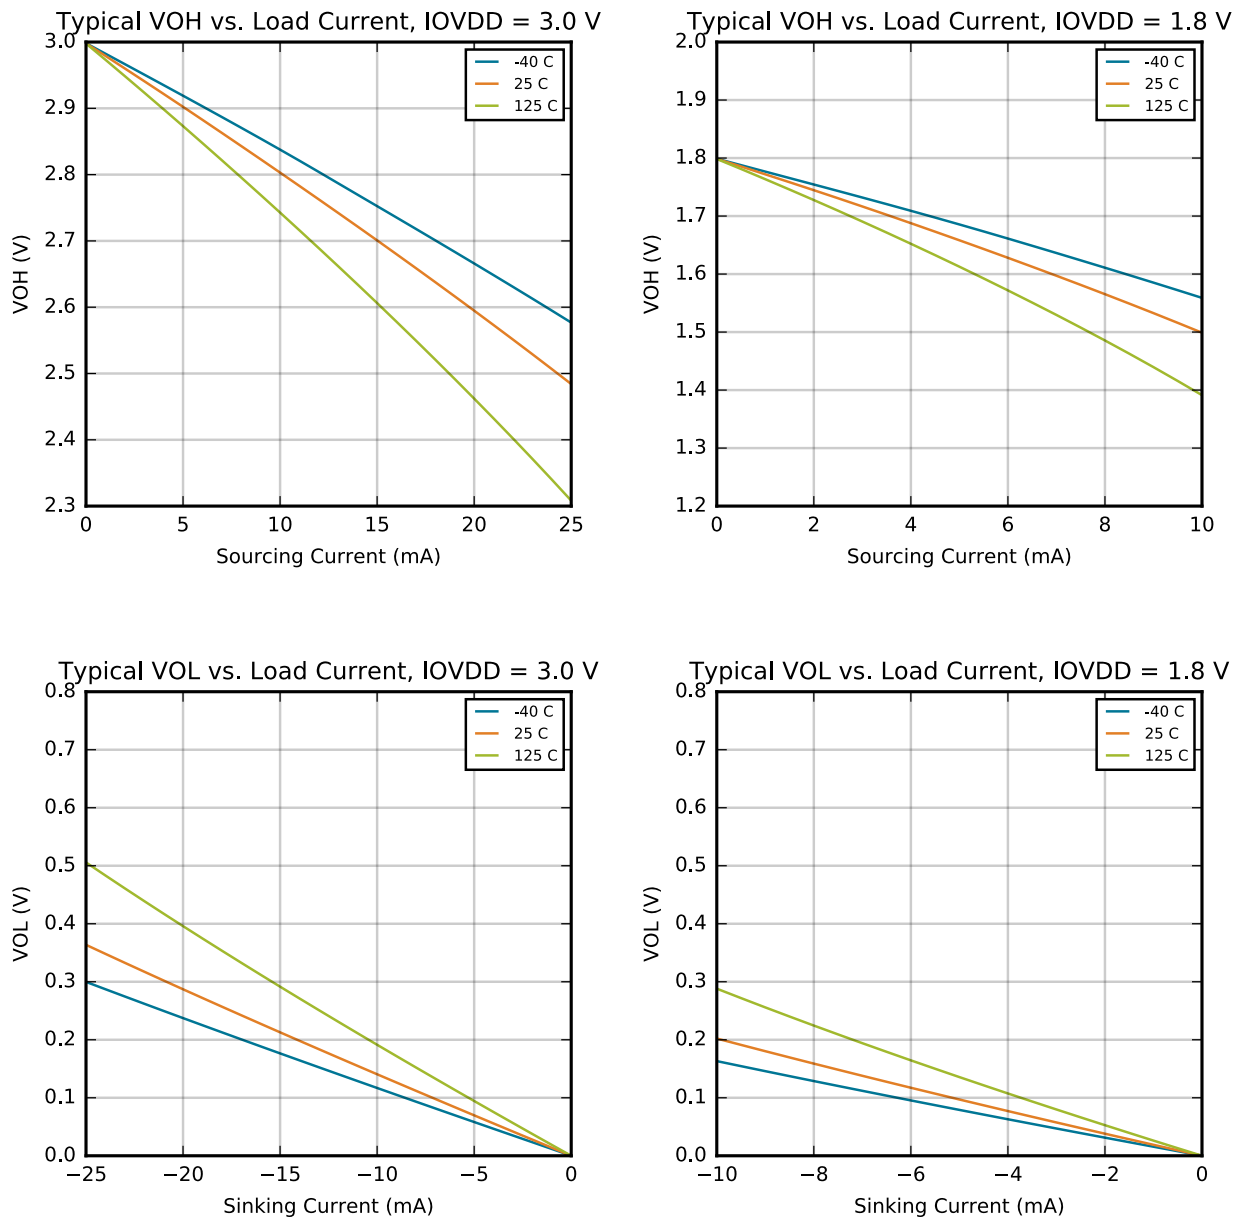 Typical VOH vs. Load Current, IOVDD = 3.0 V
3.0
2.9
2.8
2.7
2.6
2.5
2.4
2.3
VOH (V)
-40 C
25 C
125 C
0 5 10 15 20 25
Sourcing Current (mA)
Typical VOH vs. Load Current, IOVDD = 1.8 V
2.0
1.9
1.8
1.7
1.6
1.5
1.4
1.3
1.2
VOH (V)
-40 C
25 C
125 C
0 2 4 6 8 10
Sourcing Current (mA)
Typical VOL vs. Load Current, IOVDD = 3.0 V
0.8
0.7
0.6
0.5
0.4
0.3
0.2
0.1
0.0
VOL (V)
-40 C
25 C
125 C
−25 −20 −15 −10 −5 0
Sinking Current (mA)
Typical VOL vs. Load Current, IOVDD = 1.8 V
0.8
0.7
0.6
0.5
0.4
0.3
0.2
0.1
0.0
VOL (V)
-40 C
25 C
125 C
−10 −8 −6 −4 −2 0
Sinking Current (mA)